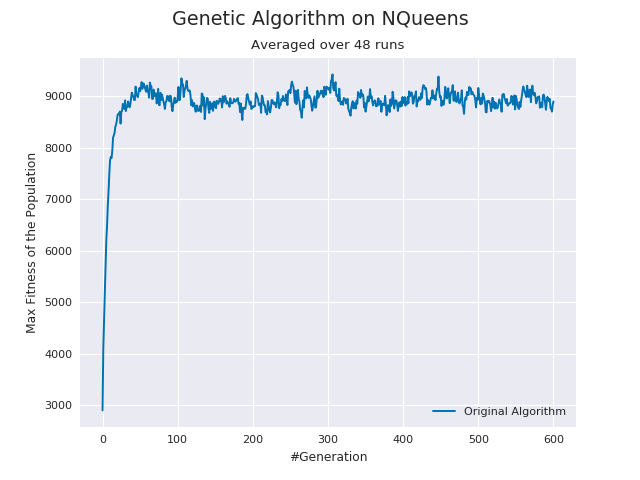 Genetic Algorithm on NQueens
Averaged over 48 runs
Max Fitness of the Population
9000
8000
7000
6000
5000
4000
3000
Original Algorithm
0 100 200 300 400 500 600
#Generation